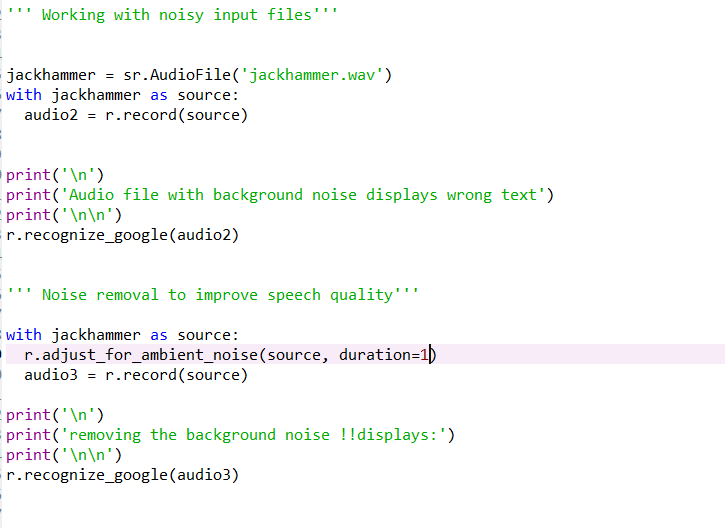 ''' Working with noisy input files'''
jackhammer = sr.AudioFile('jackhammer.wav')
with jackhammer as source:
  audio2 = r.record(source)
print('\n')
print('Audio file with background noise displays wrong text')
print('\n\n')
r.recognize_google(audio2)
''' Noise removal to improve speech quality'''
with jackhammer as source:
  r.adjust_for_ambient_noise(source, duration=1)
  audio3 = r.record(source)
print('\n')
print('removing the background noise !!displays:')
print('\n\n')
r.recognize_google(audio3)